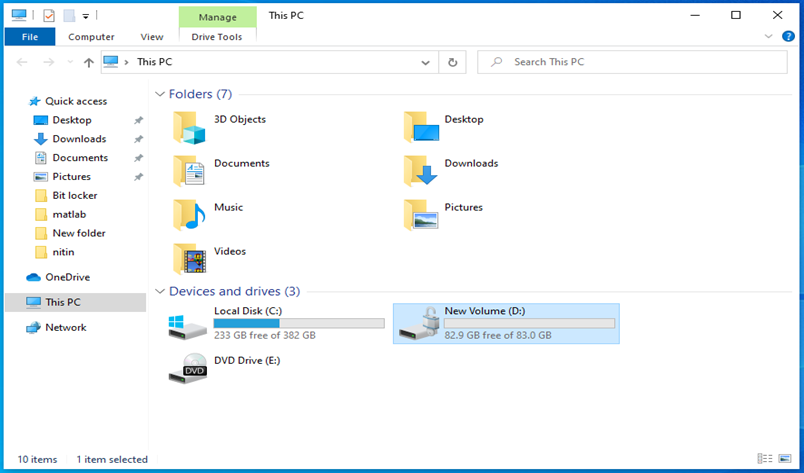 Manage
This PC
File
Computer
View
Drive Tools
This PC
Search This PC
Quick access
Desktop
Downloads
Documents
Pictures
Bit locker
matlab
New folder
nitin
OneDrive
This PC
Network
Folders (7)
3D Objects
Desktop
Documents
Downloads
Music
Pictures
Videos
Devices and drives (3)
Local Disk (C:)
233 GB free of 382 GB
New Volume (D:)
82.9 GB free of 83.0 GB
DVD
DVD Drive (E:)
10 items
1 item selected